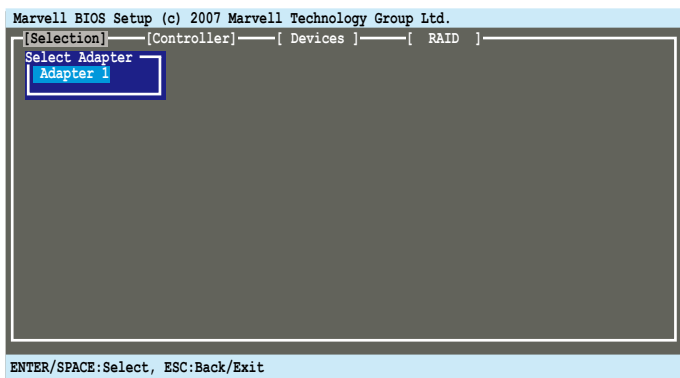 Marvell BIOS Setup (c) 2007 Marvell Technology Group Ltd.
[Selection] [Controller] [ Devices ] [ RAID ]
Select Adapter
Adapter 1
ENTER/SPACE:Select, ESC:Back/Exit